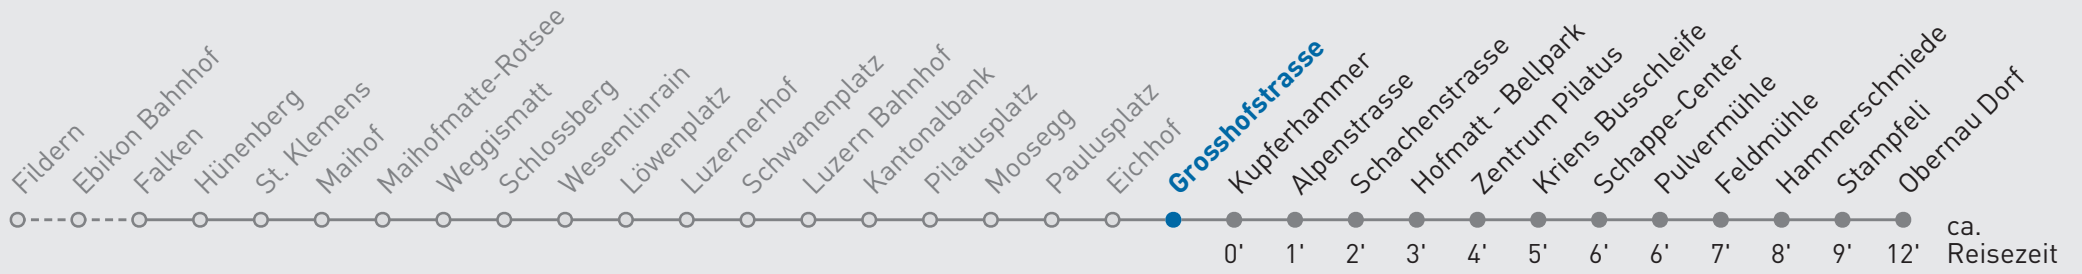 Fildern
Ebikon Bahnhof
Falken
Hünenberg
St. Klemens
Maihof
Maihofmatte-Rotsee
Weggismatt
Schlossberg
Wesemlinrain
Löwenplatz
Luzernerhof
Schwanenplatz
Luzern Bahnhof
Kantonalbank
Pilatusplatz
Moosegg
Paulusplatz
Eichhof
Grosshofstrasse
Kupferhammer
Alpenstrasse
Schachenstrasse
Hofmatt - Bellpark
Zentrum Pilatus
Kriens Busschleife
Schappe-Center
Pulvermühle
Feldmühle
Hammerschmiede
Stampfeli
Obernau Dorf
0' 1' 2' 3' 4' 5' 6' 6' 7' 8' 9' 12'
ca.
Reisezeit